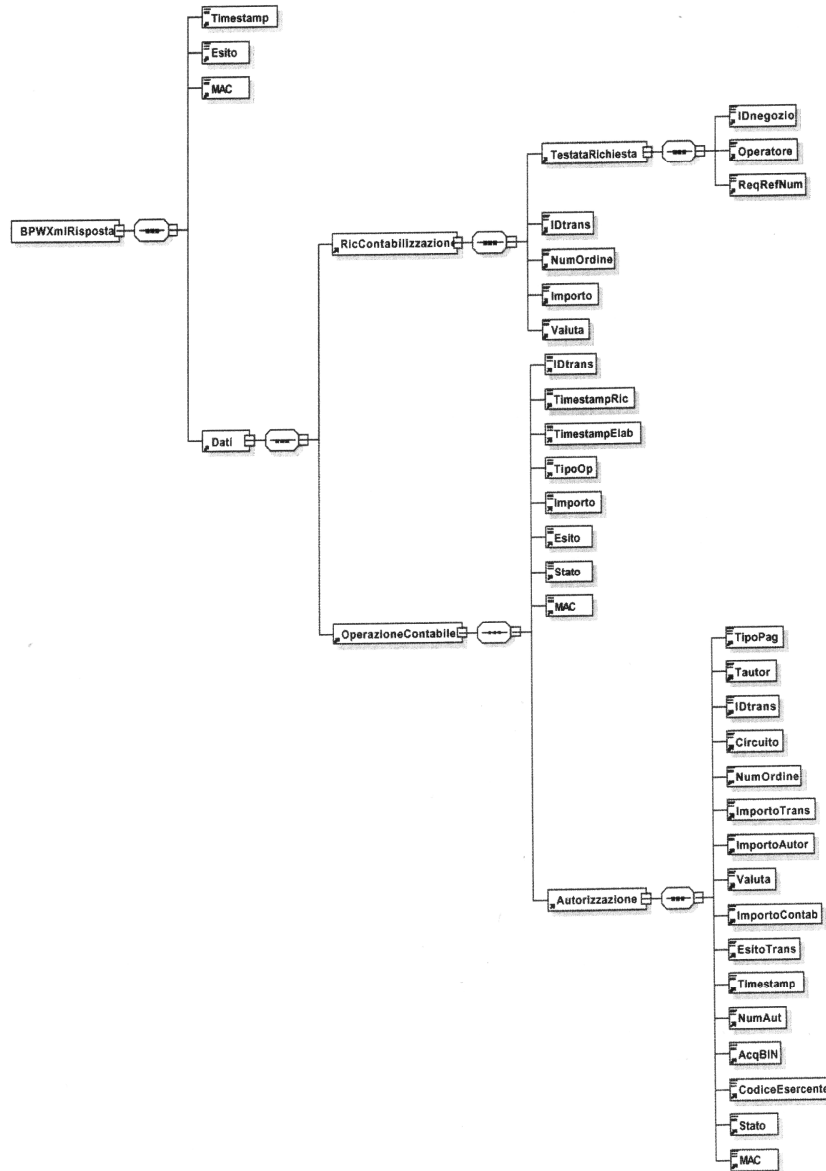 BPWXmlRisposta
Timestamp
Esito
MAC
Dati
RicContabilizzazione
TestataRichiesta
IDnegozio
Operatore
ReqRefNum
IDtrans
NumOrdine
Importo
Valuta
OperazioneContabile
IDtrans
TimestampRic
TimestampElab
TipoOp
Importo
Esito
Stato
MAC
Autorizzazione
TipoPag
Tautor
IDtrans
Circuito
NumOrdine
ImportoTrans
ImportoAutor
Valuta
ImportoContab
EsitoTrans
Timestamp
NumAut
AcqBIN
CodiceEsercente
Stato
MAC